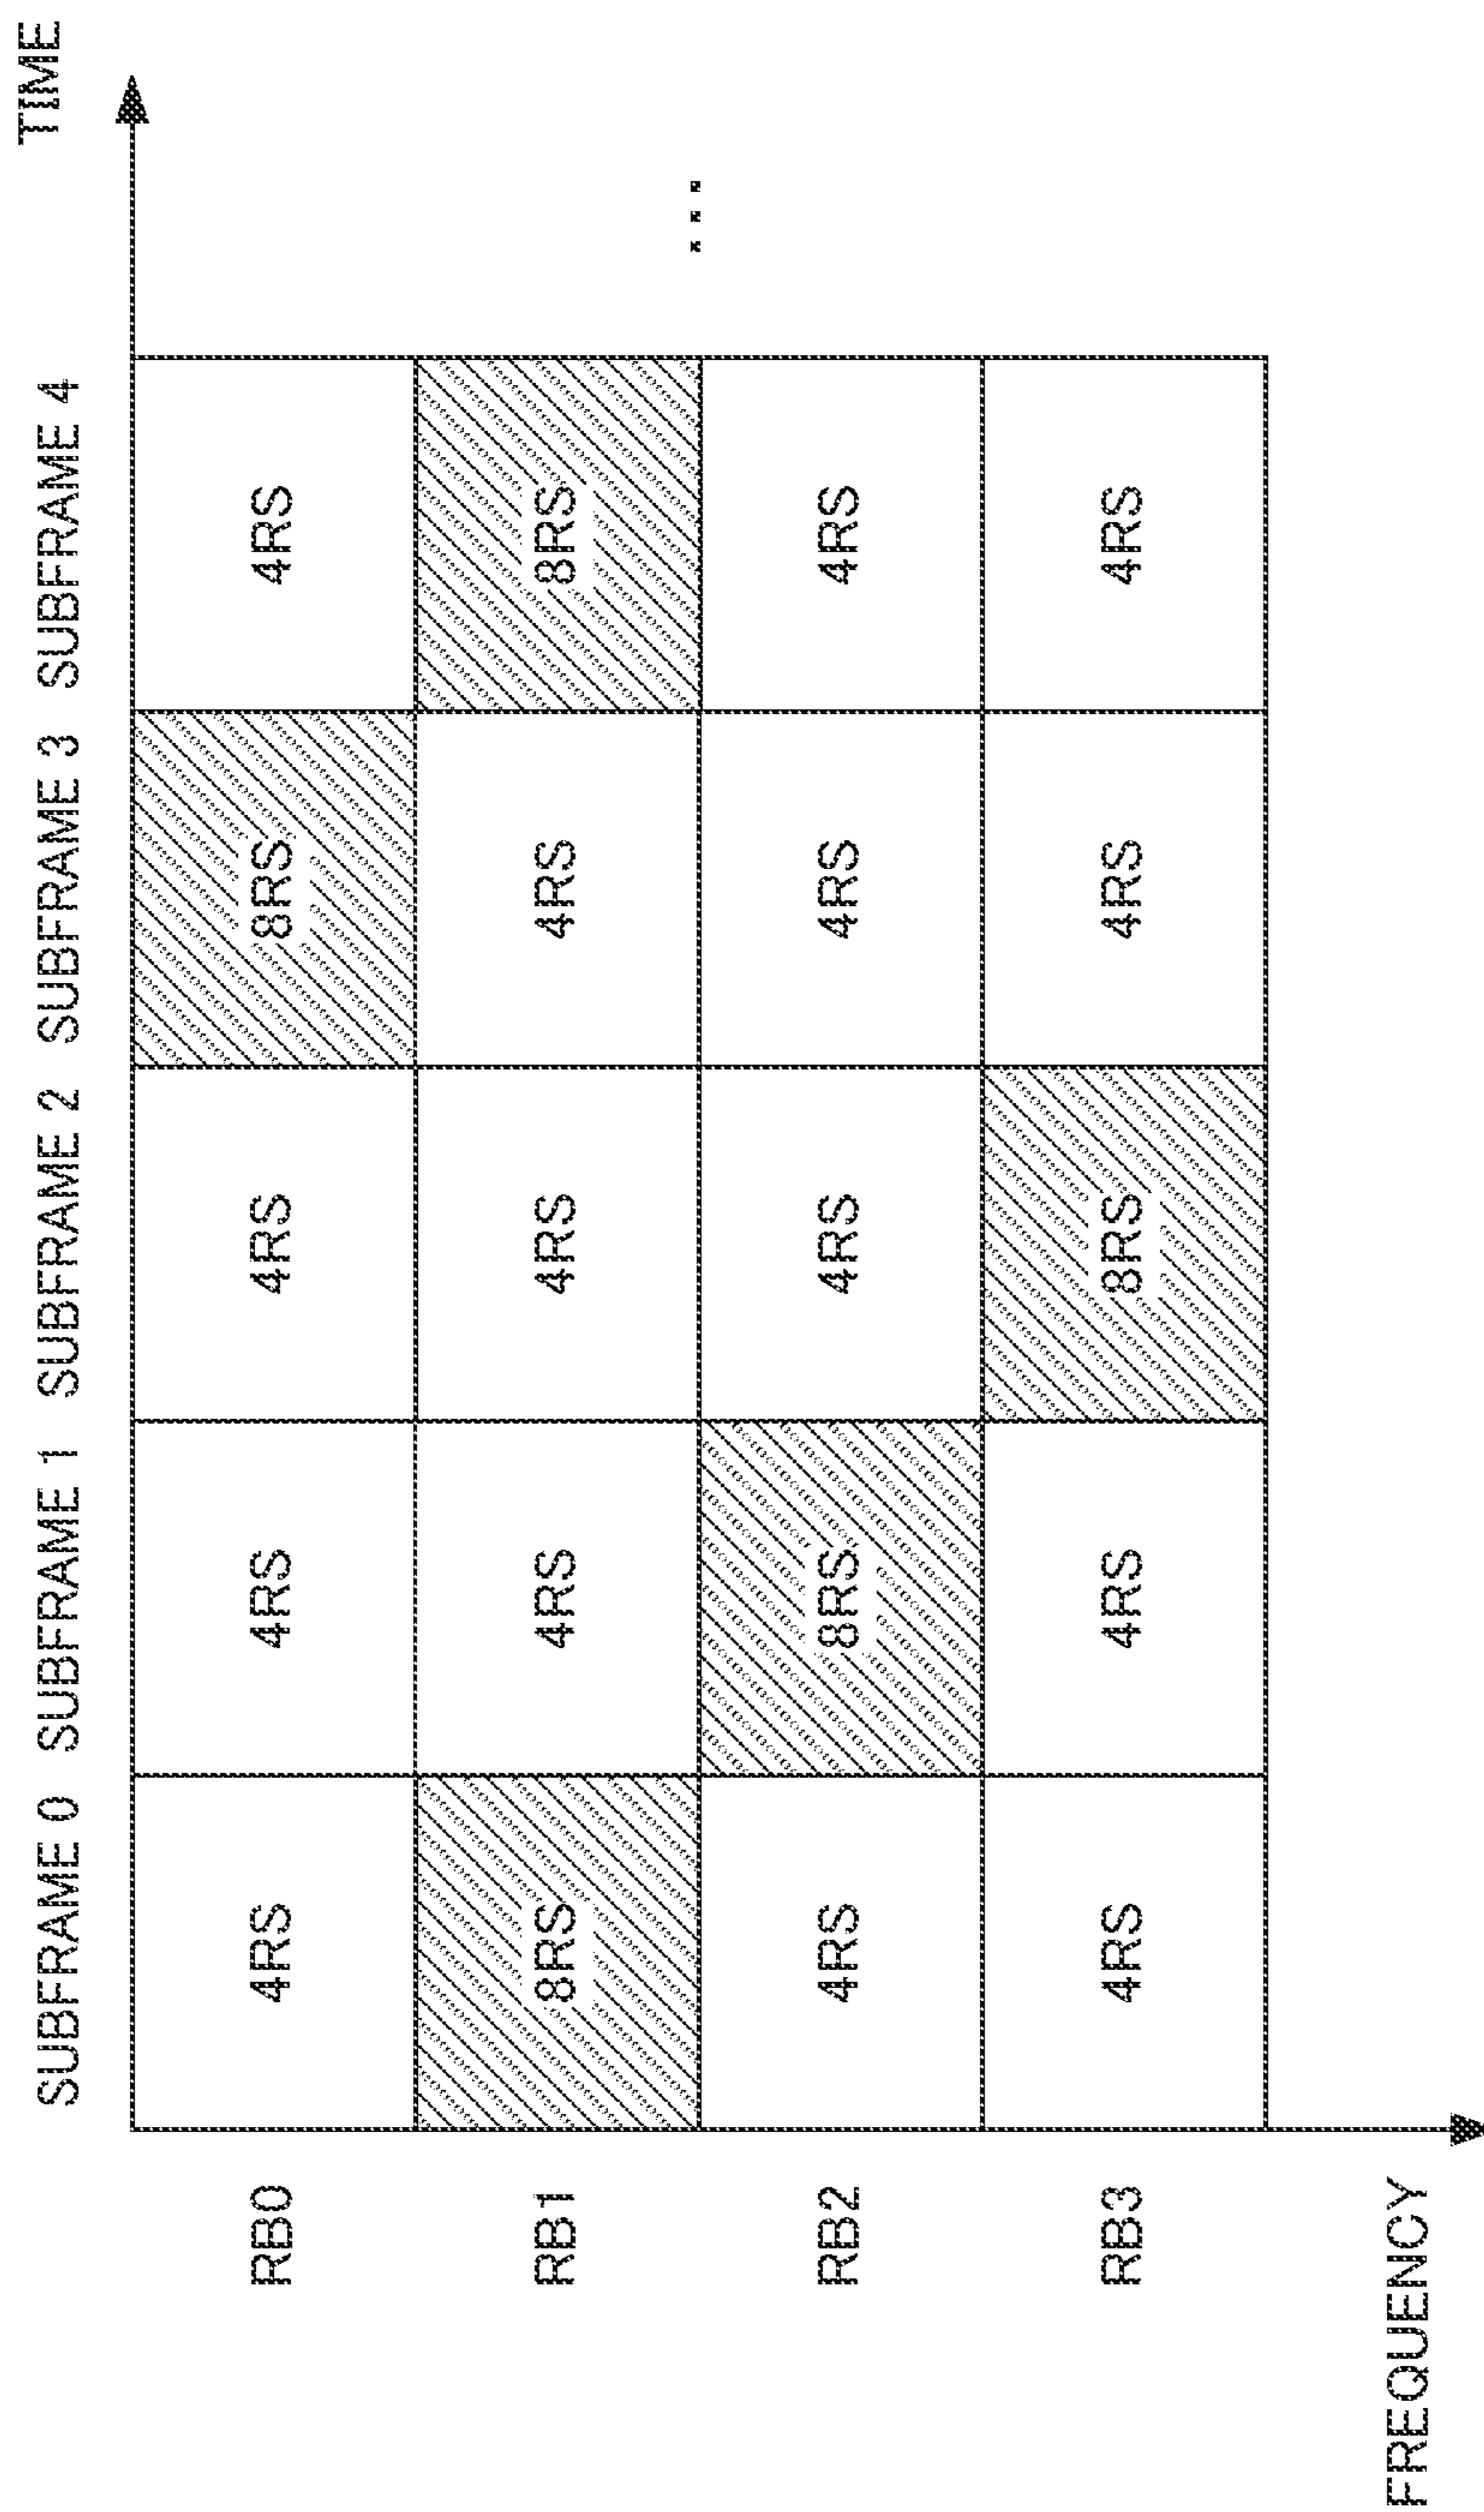 TIME
SUBFRAME 0 SUBFRAME 1 SUBFRAME 2 SUBFRAME 3 SUBFRAME 4
RB0 4RS 4RS 4RS 8RS 4RS
RB1 8RS 4RS 4RS 4RS 8RS
RB2 4RS 8RS 4RS 4RS 4RS
...
RB3 4RS 4RS 8RS 4RS 4RS
FREQUENCY